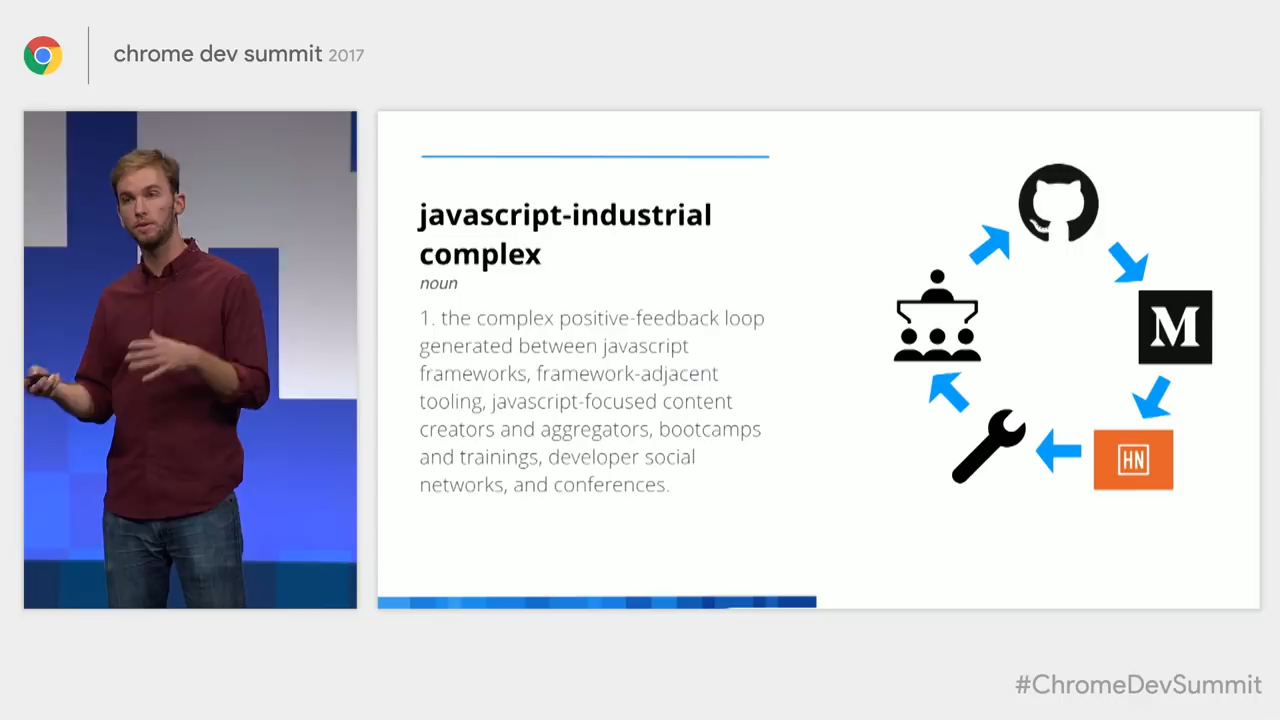 chrome dev summit 2017
javascript-industrial
complex
noun
1. the complex positive-feedback loop
generated between javascript
frameworks, framework-adjacent
tooling, javascript-focused content
creators and aggregators, bootcamps
and trainings, developer social
networks, and conferences.
M
HN
#ChromeDevSummit